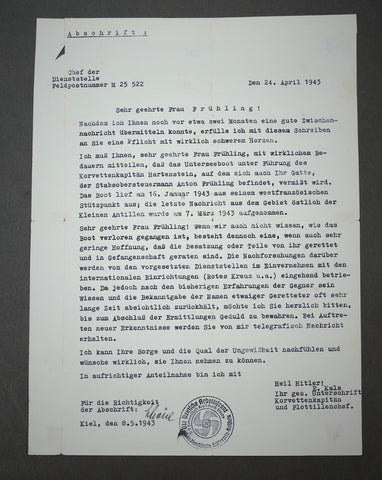 Abschrift:
Chef der
Dienststelle
Feldpostnummer M 25 522
Den 24. April 1943
Sehr geehrte Frau Frühling!
Nachdem ich Ihnen noch vor etwa zwei Monaten eine gute Zwischen-
nachricht übermitteln konnte, erfülle ich mit diesem Schreiben
an Sie eine Pflicht mit wirklich schweren Herzen.
Ich muß Ihnen, sehr geehrte Frau Frühling, mit wirklichem Be-
dauern mitteilen, daß das Unterseeboot unter Führung des
Korvettenkapitän Hartenstein, auf dem sich auch Ihr Gatte,
der Stabsobersteuermann Anton Frühling befindet, vermißt wird.
Das Boot lief am 16. Januar 1943 aus seinem westfranzösischen
Stützpunkt aus; die letzte Nachricht aus dem Gebiet östlich der
Kleinen Antillen wurde am 7. März 1943 aufgenommen.
Sehr geehrte Frau Frühling! Wenn wir auch nicht wissen, wie das
Boot verloren gegangen ist, besteht dennoch eine, wenn auch sehr
geringe Hoffnung, daß die Besatzung oder Teile von ihr gerettet
und in Gefangenschaft geraten sind. Die Nachforschungen darüber
werden von den vorgesetzten Dienststellen im Einvernehmen mit den
internationalen Einrichtungen (Rotes Kreuz u.a.) eingehend betrie-
ben. Da jedoch nach den bisherigen Erfahrungen der Gegner sein
Wissen und die Bekanntgabe der Namen etwaiger Geretteter oft sehr
lange Zeit absichtlich zurückhält, möchte ich Sie herzlich bitten,
bis zum Abschluß der Ermittlungen Geduld zu bewahren. Bei Auftre-
ten neuer Erkenntnisse werden Sie von mir telegrafisch Nachricht
erhalten.
Ich kann Ihre Sorge und die Qual der Ungewißheit nachfühlen und
wünsche wirklich, sie Ihnen nehmen zu können.
In aufrichtiger Anteilnahme bin ich mit
Heil Hitler!
Kals
Ihr gez. Unterschrift
Korvettenkapitän
und Flottillenchef.
Für die Richtigkeit
der Abschrift:
Kiel, den 8.5.1943
Die Deutsche Arbeitsfront